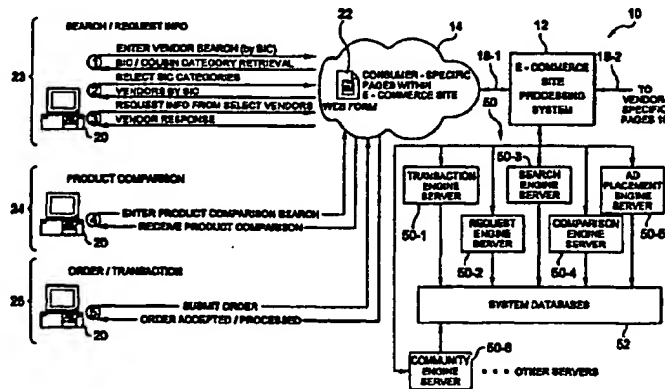 SEARCH / REQUEST INFO
ENTER VENDOR SEARCH (by SIC)
1
SIC / COUSIN CATEGORY RETRIEVAL
SELECT SIC CATEGORIES
2
VENDORS BY SIC
REQUEST INFO FROM SELECT VENDORS
3
VENDOR RESPONSE
23
20
22
14
CONSUMER - SPECIFIC
PAGES WITHIN
E - COMMERCE SITE
WEB FORM
12
10
18-1
18-2
E - COMMERCE
SITE
PROCESSING
SYSTEM
TO
VENDOR
SPECIFIC
PAGES
50
PRODUCT COMPARISON
24
4
ENTER PRODUCT COMPARISON SEARCH
RECEIVE PRODUCT COMPARISON
20
ORDER / TRANSACTION
25
5
SUBMIT ORDER
ORDER ACCEPTED / PROCESSED
20
TRANSACTION
ENGINE
SERVER
50-1
REQUEST
ENGINE
SERVER
50-2
50-3
SEARCH
ENGINE
SERVER
COMPARISON
ENGINE
SERVER
50-4
AD
PLACEMENT
ENGINE
SERVER
50-5
SYSTEM DATABASES
52
COMMUNITY
ENGINE
SERVER
50-6
• • • OTHER SERVERS